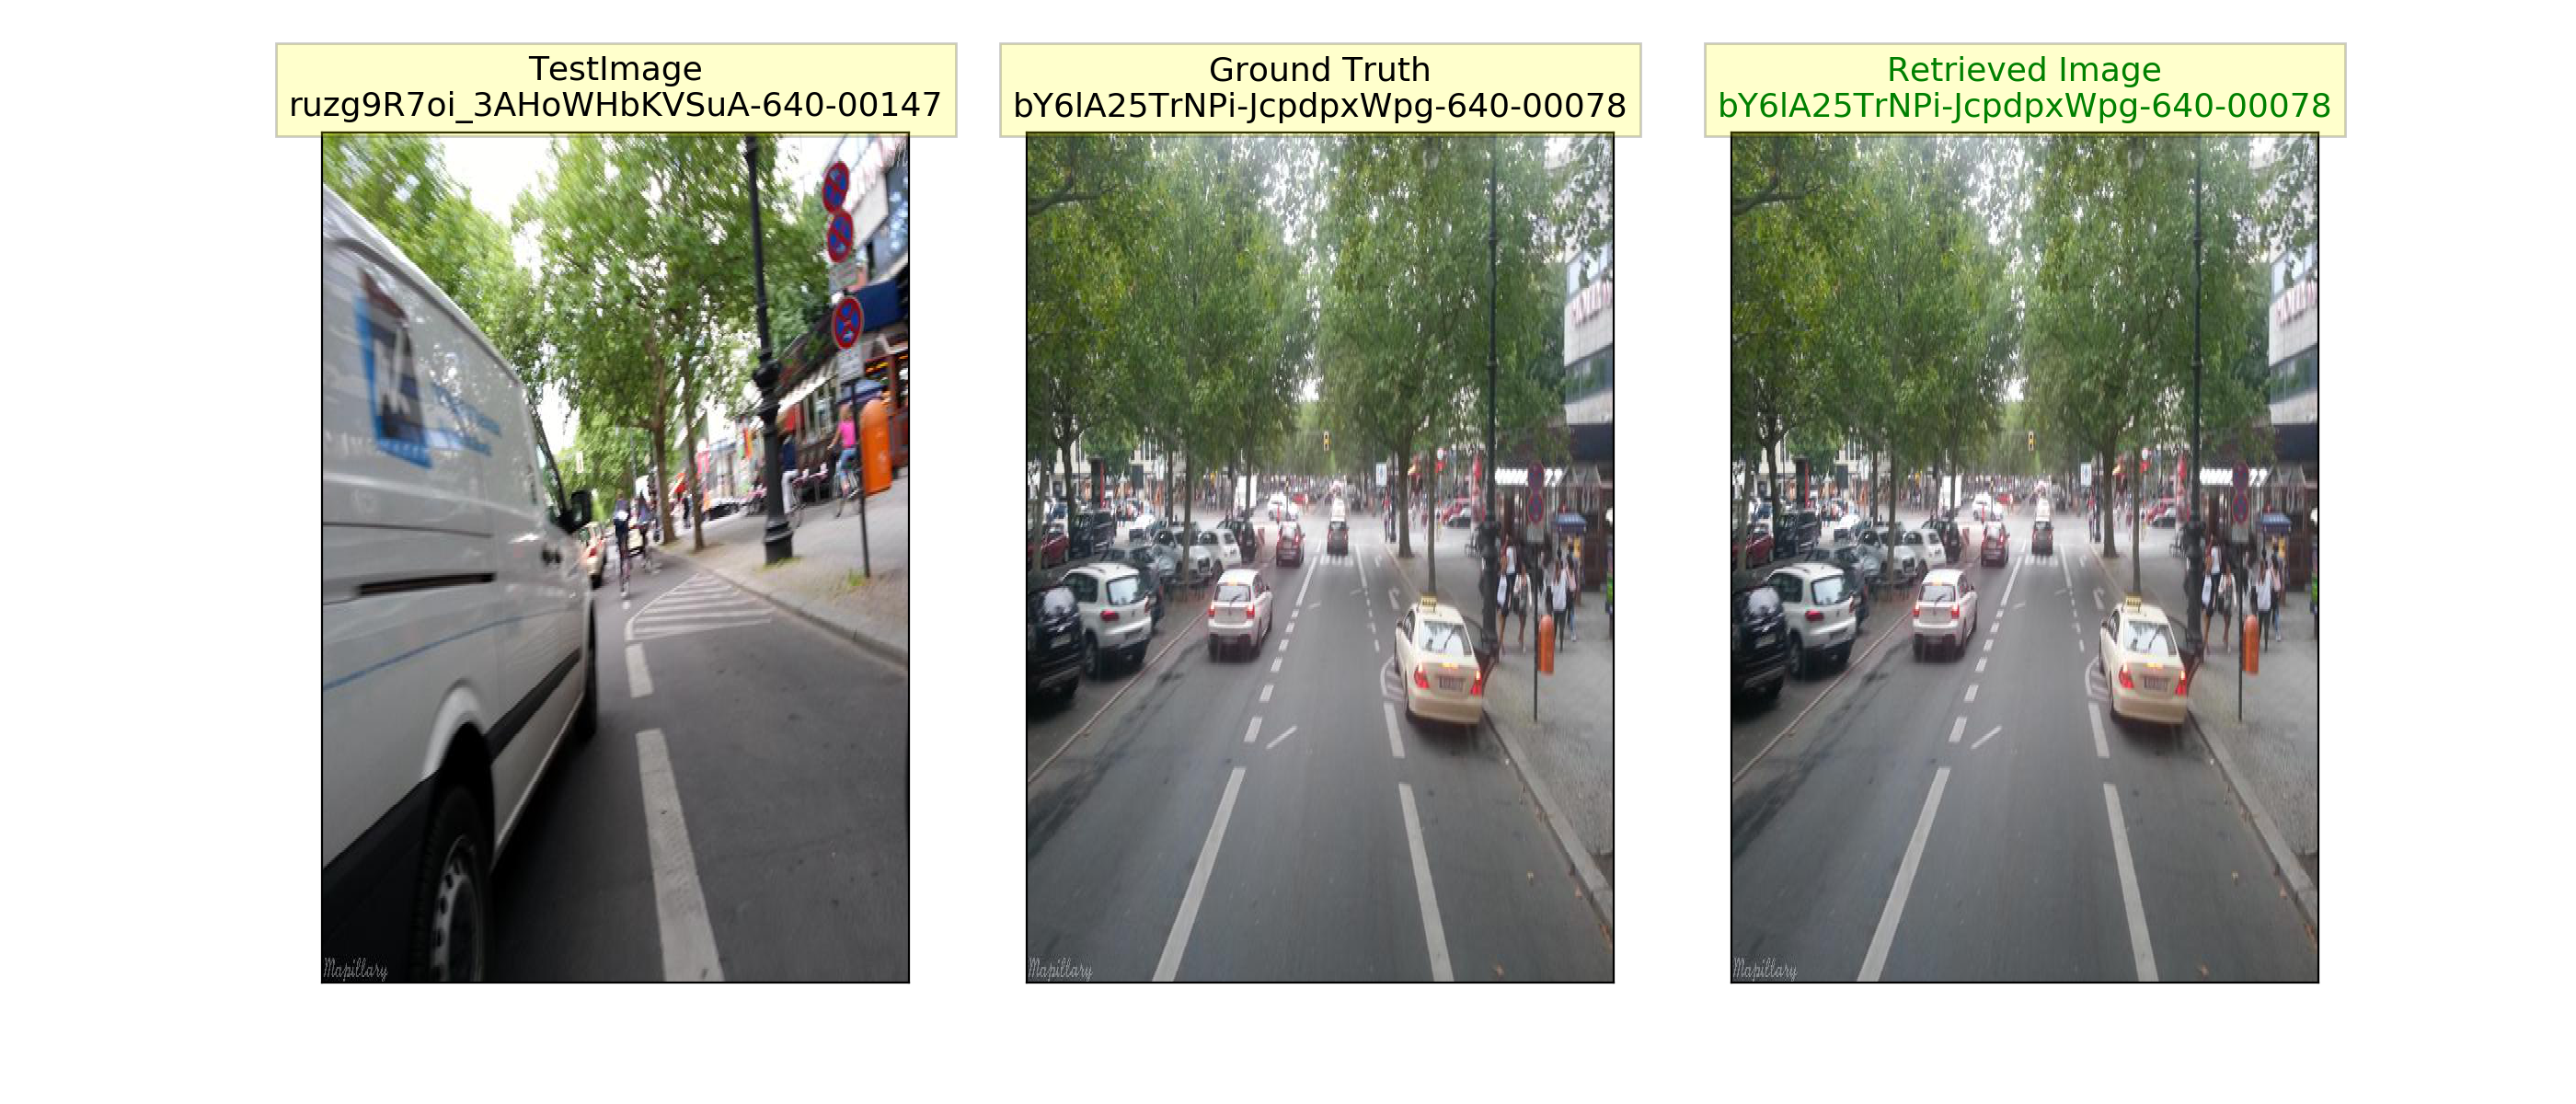 TestImage
ruzg9R7oi_3AHoWHbKVSuA-640-00147
Ground Truth
bY6lA25TrNPi-JcpdpxWpg-640-00078
Retrieved Image
bY6lA25TrNPi-JcpdpxWpg-640-00078
Mapillary
Mapillary
Mapillary